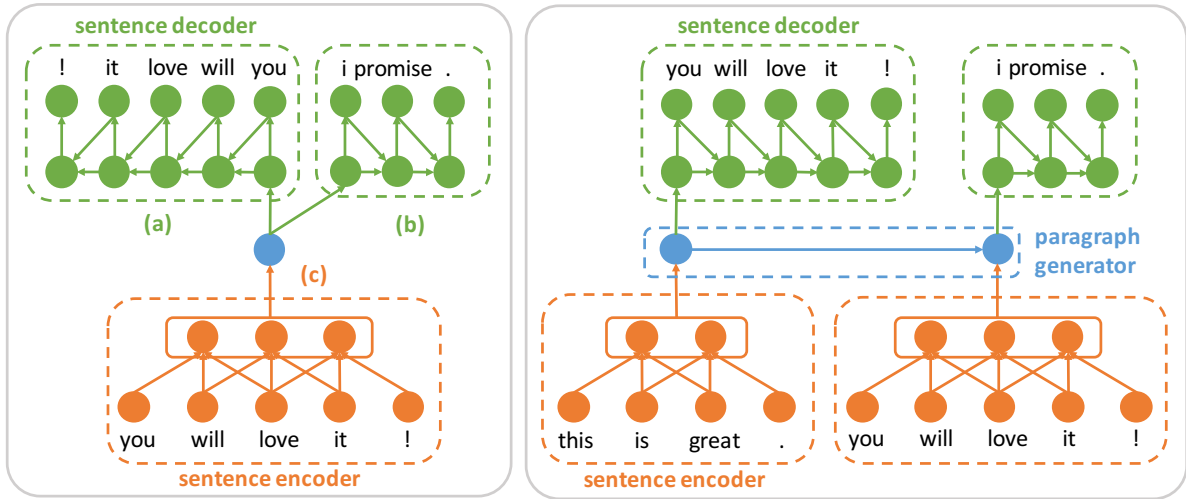 sentence decoder
! it love will you
i promise .
(a)
(b)
(c)
you will love it !
sentence encoder
sentence decoder
you will love it !
i promise .
paragraph
generator
this is great .
you will love it !
sentence encoder